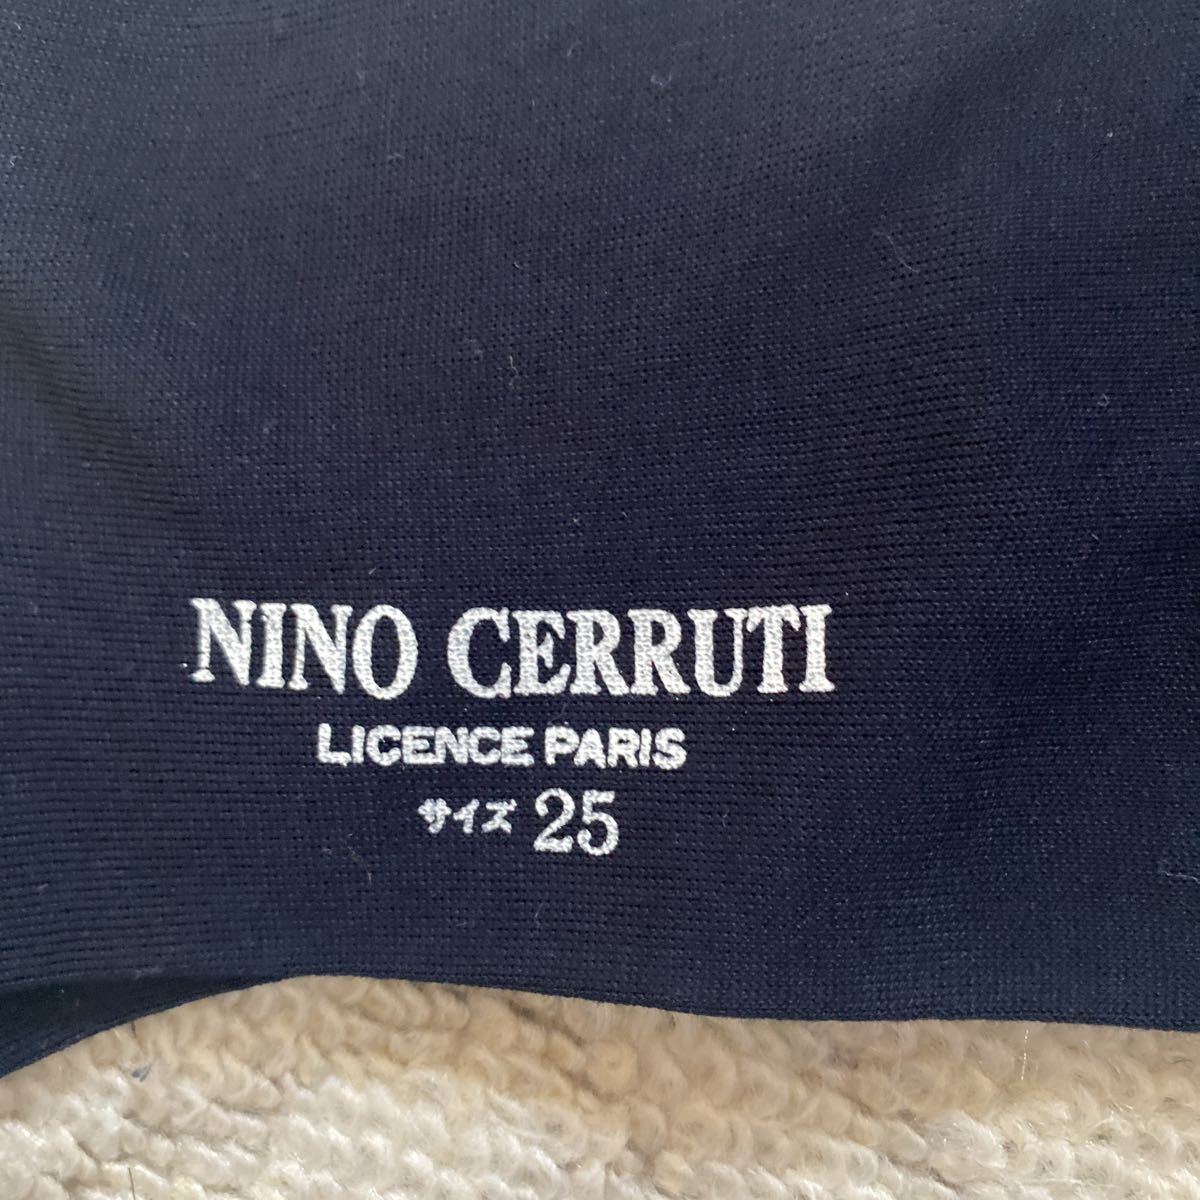 NINO CERRUTI
LICENCE PARIS
サイズ 25